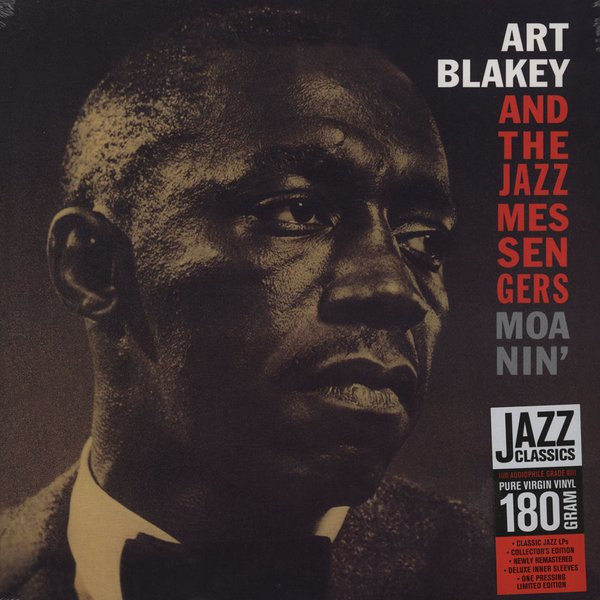 ART
BLAKEY
AND
THE
JAZZ
MES
SEN
GERS
MOA
NIN'
JAZZ
CLASSICS
PURE VIRGIN VINYL
180 GRAM
• CLASSIC JAZZ LPs
• COLLECTOR'S EDITION
• NEWLY REMASTERED
• DELUXE INNER SLEEVES
• ONE PRESSING
LIMITED EDITION